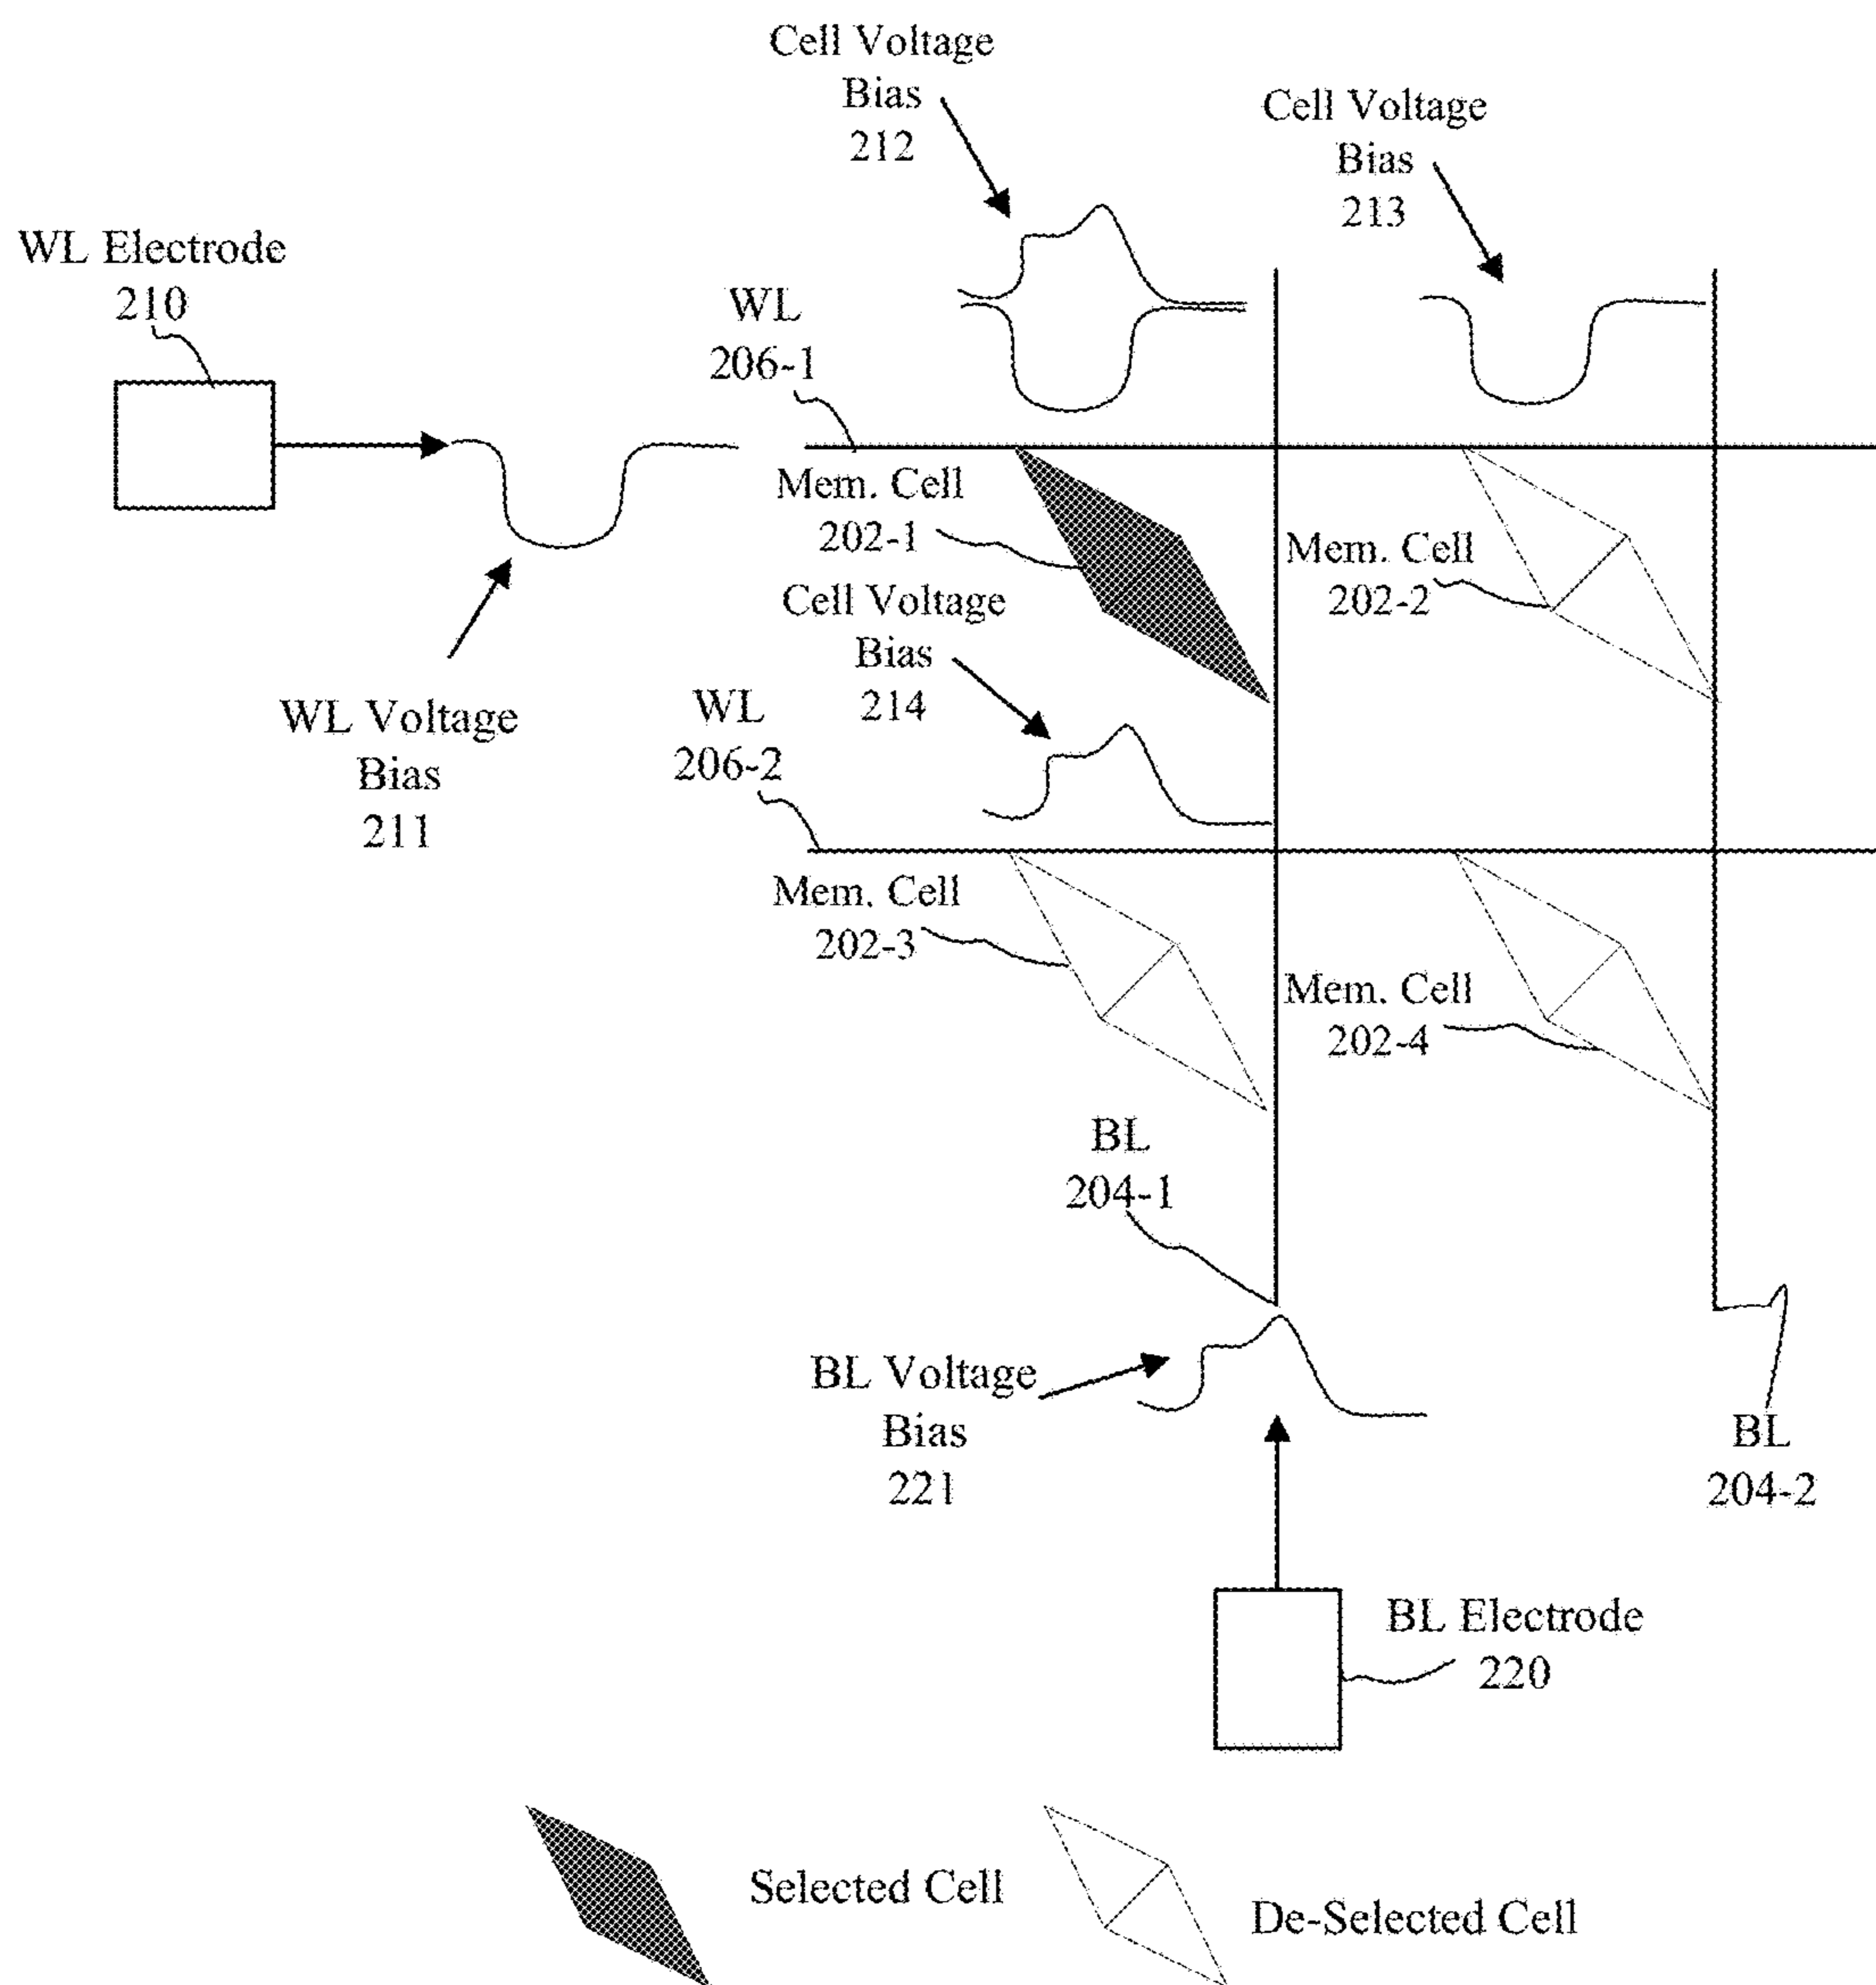 Cell Voltage
Bias
212
Cell Voltage
Bias
213
WL Electrode
210
WL
206-1
Mem. Cell
202-1
Mem. Cell
202-2
Cell Voltage
Bias
214
WL Voltage
Bias
211
WL
206-2
Mem. Cell
202-3
Mem. Cell
202-4
BL
204-1
BL Voltage
Bias
221
BL
204-2
BL Electrode
220
Selected Cell
De-Selected Cell